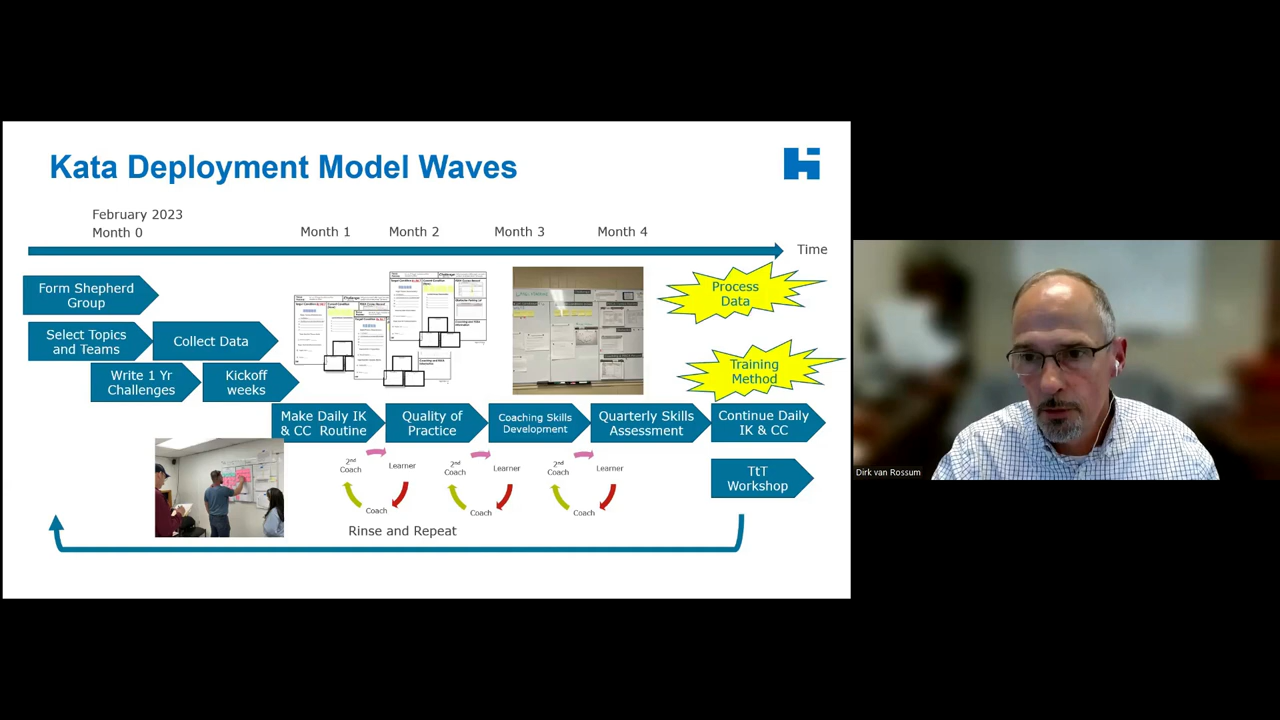 Kata Deployment Model Waves
February 2023
Month 0
Month 1
Month 2
Month 3
Month 4
Time
Form Shepherd
Group
Select Topics
and Teams
Collect Data
Write 1 Yr
Challenges
Kickoff
weeks
Process
Data
Training
Method
Make Daily IK
& CC Routine
Quality of
Practice
Coaching Skills
Development
Quarterly Skills
Assessment
Continue Daily
IK & CC
2nd
Coach
Learner
Coach
2nd
Coach
Learner
Coach
2nd
Coach
Learner
Coach
TtT
Workshop
Rinse and Repeat
Dirk van Rossum